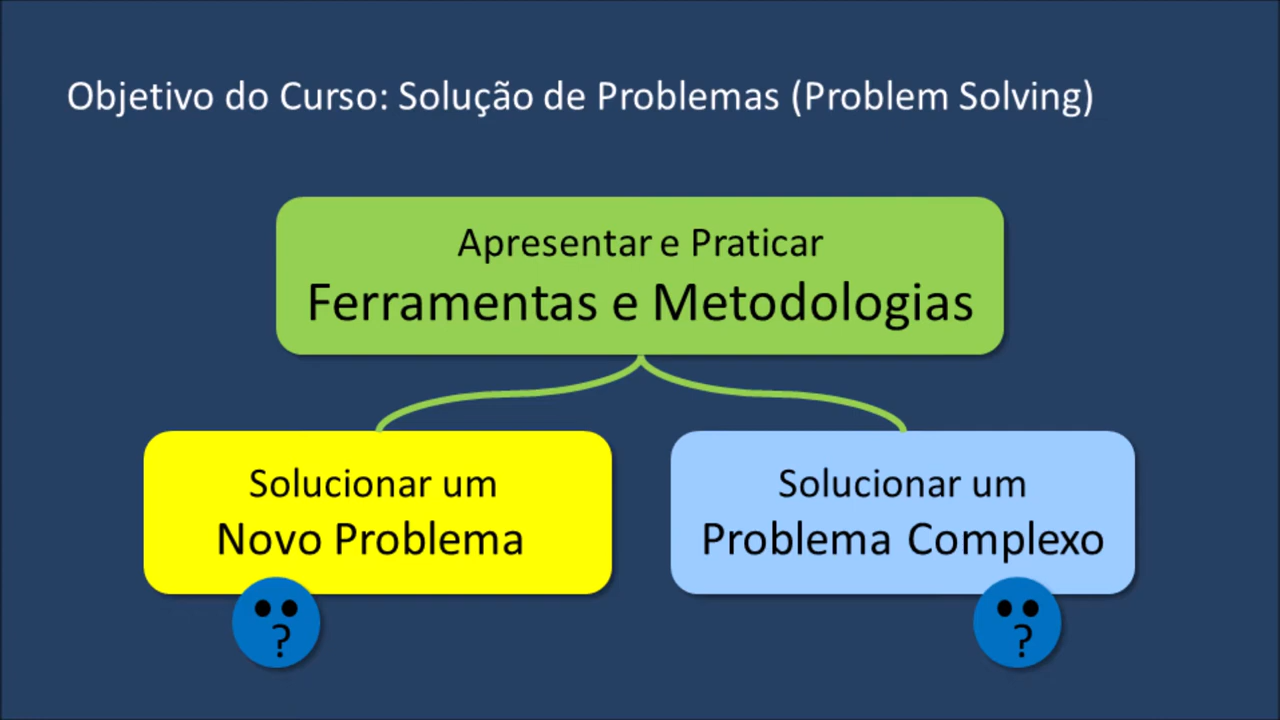 Objetivo do Curso: Solução de Problemas (Problem Solving)
Apresentar e Praticar
Ferramentas e Metodologias
Solucionar um
Novo Problema
Solucionar um
Problema Complexo
?
?